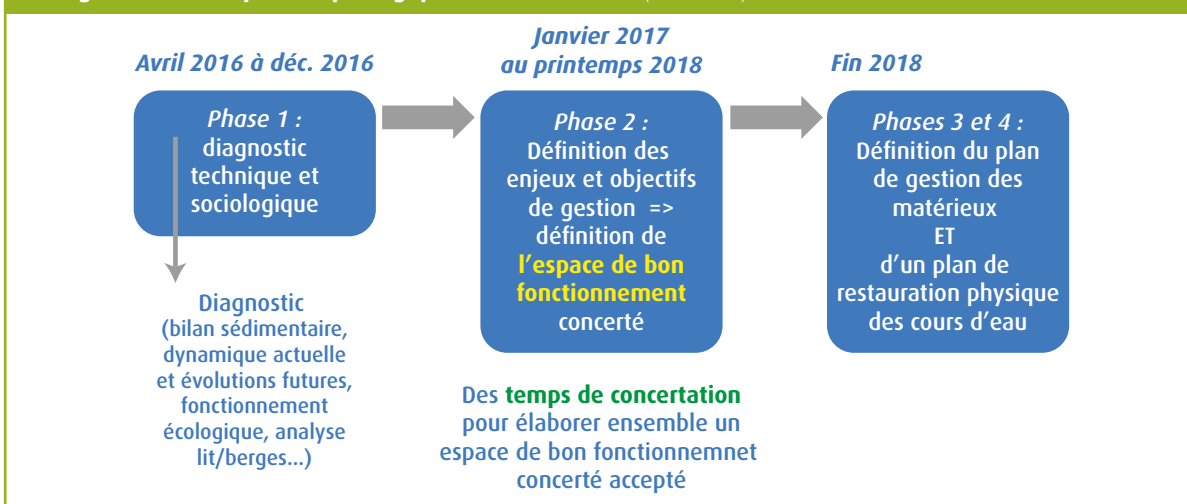 Avril 2016 à déc. 2016
Phase 1 :
diagnostic
technique et
sociologique
Diagnostic
(bilan sédimentaire,
dynamique actuelle
et évolutions futures,
fonctionnement
écologique, analyse
lit/berges...)
Janvier 2017
au printemps 2018
Phase 2 :
Définition des
enjeux et objectifs
de gestion =>
définition de
l'espace de bon
fonctionnement
concerté
Des temps de concertation
pour élaborer ensemble un
espace de bon fonctionnemnet
concerté accepté
Fin 2018
Phases 3 et 4 :
Définition du plan
de gestion des
matérieux
ET
d'un plan de
restauration physique
des cours d'eau